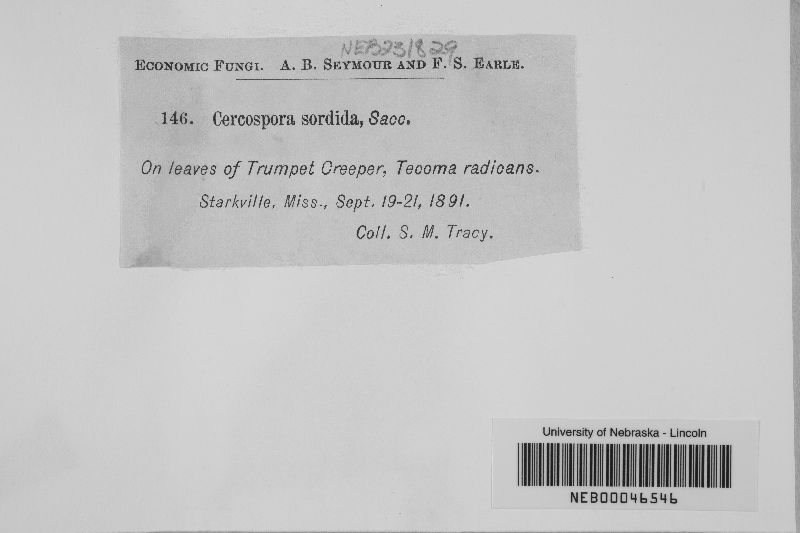 NEB231829
Economic Fungi. A. B. Seymour and F. S. Earle.
146. Cercospora sordida, Sacc.
On leaves of Trumpet Creeper, Tecoma radicans.
Starkville, Miss., Sept. 19-21, 1891.
Coll. S. M. Tracy.
University of Nebraska - Lincoln
NEB00046546